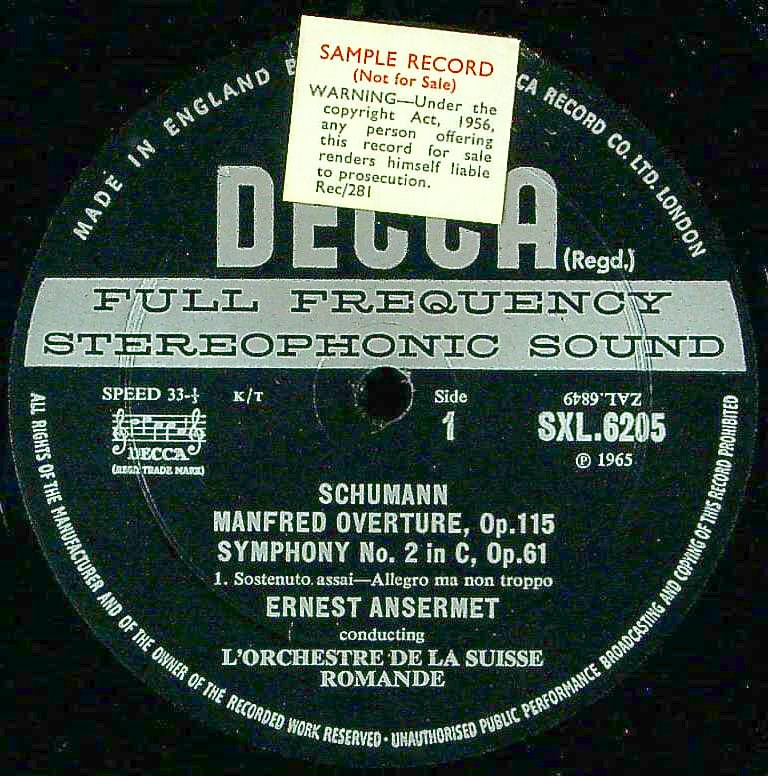 SAMPLE RECORD
(Not for Sale)
WARNING—Under the
copyright Act, 1956,
any person offering
this record for sale
renders himself liable
to prosecution.
Rec/281
MADE IN ENGLAND
CA RECORD CO. LTD. LONDON
DECCA (Regd.)
FULL FREQUENCY
STEREOPHONIC SOUND
SPEED 33-⅓ K/T
Side
1
ZAL.6849
SXL.6205
℗ 1965
DECCA
(REGD TRADE MARK)
SCHUMANN
MANFRED OVERTURE, Op.115
SYMPHONY No. 2 in C, Op.61
1. Sostenuto assai—Allegro ma non troppo
ERNEST ANSERMET
conducting
L'ORCHESTRE DE LA SUISSE
ROMANDE
ALL RIGHTS OF THE MANUFACTURER AND OF THE OWNER OF THE RECORDED WORK RESERVED · UNAUTHORISED PUBLIC PERFORMANCE BROADCASTING AND COPYING OF THIS RECORD PROHIBITED